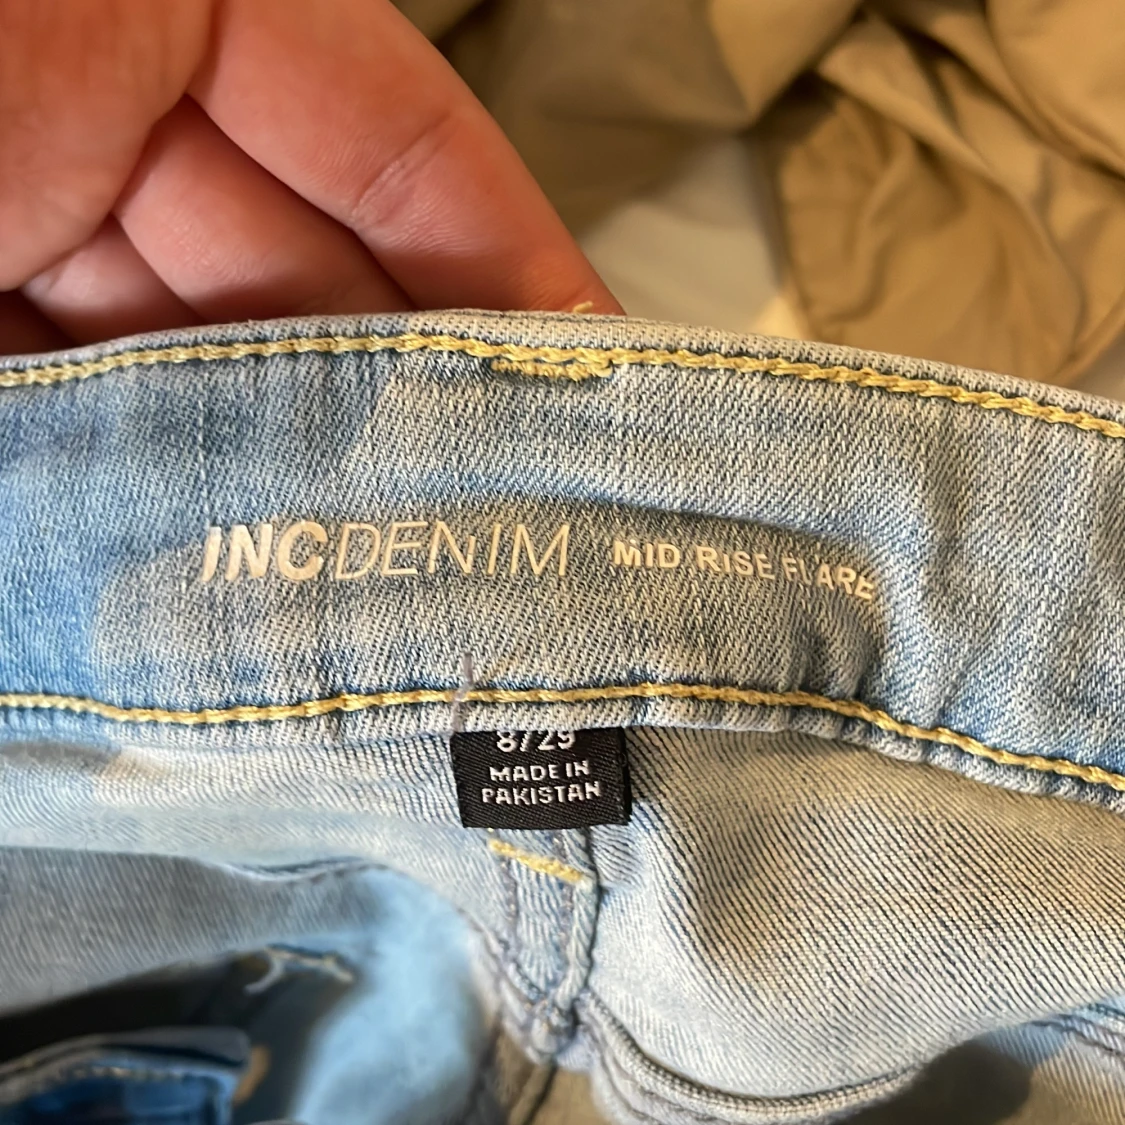 INCDENIM MID RISE FLARE
8/29
MADE IN
PAKISTAN